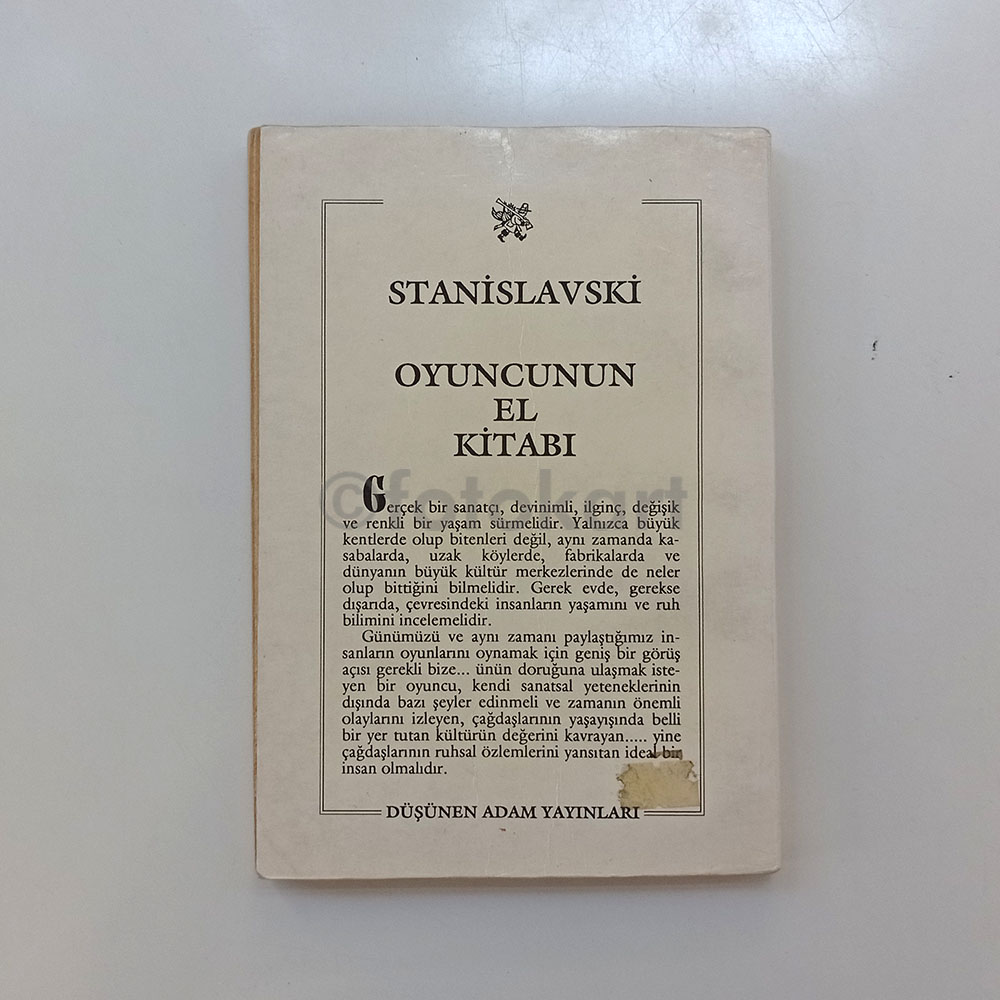 STANİSLAVSKİ
OYUNCUNUN
EL
KİTABI
©fotokart
Gerçek bir sanatçı, devinimli, ilginç, değişik
ve renkli bir yaşam sürmelidir. Yalnızca büyük
kentlerde olup bitenleri değil, aynı zamanda ka-
sabalarda, uzak köylerde, fabrikalarda ve
dünyanın büyük kültür merkezlerinde de neler
olup bittiğini bilmelidir. Gerek evde, gerekse
dışarıda, çevresindeki insanların yaşamını ve ruh
bilimini incelemelidir.
Günümüzü ve aynı zamanı paylaştığımız in-
sanların oyunlarını oynamak için geniş bir görüş
açısı gerekli bize... ünün doruğuna ulaşmak iste-
yen bir oyuncu, kendi sanatsal yeteneklerinin
dışında bazı şeyler edinmeli ve zamanın önemli
olaylarını izleyen, çağdaşlarının yaşayışında belli
bir yer tutan kültürün değerini kavrayan..... yine
çağdaşlarının ruhsal özlemlerini yansıtan ideal bir
insan olmalıdır.
DÜŞÜNEN ADAM YAYINLARI